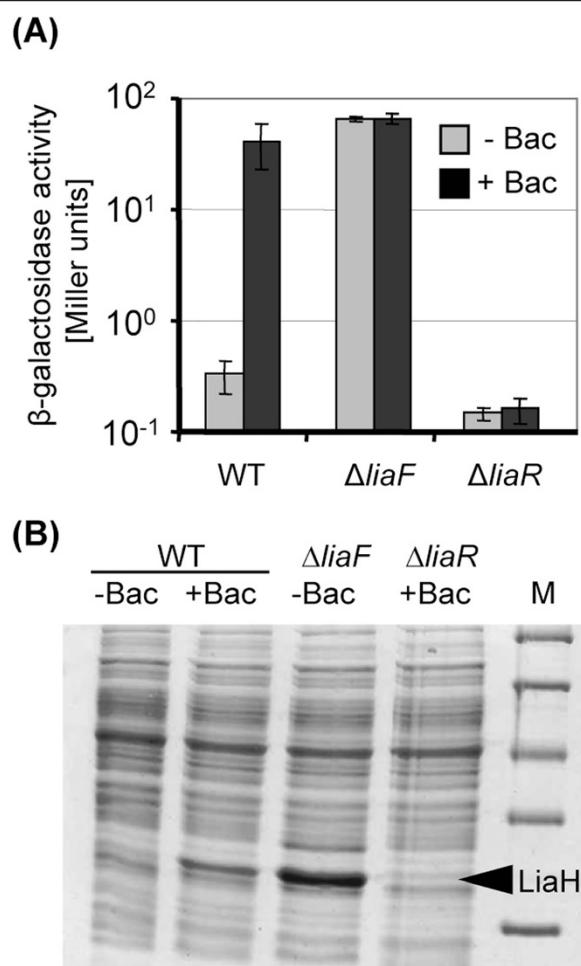 (A)
β-galactosidase activity
[Miller units]
10²
10¹
10⁰
10⁻¹
- Bac
+ Bac
WT ΔliaF ΔliaR
(B)
WT ΔliaF ΔliaR
-Bac +Bac -Bac +Bac M
LiaH